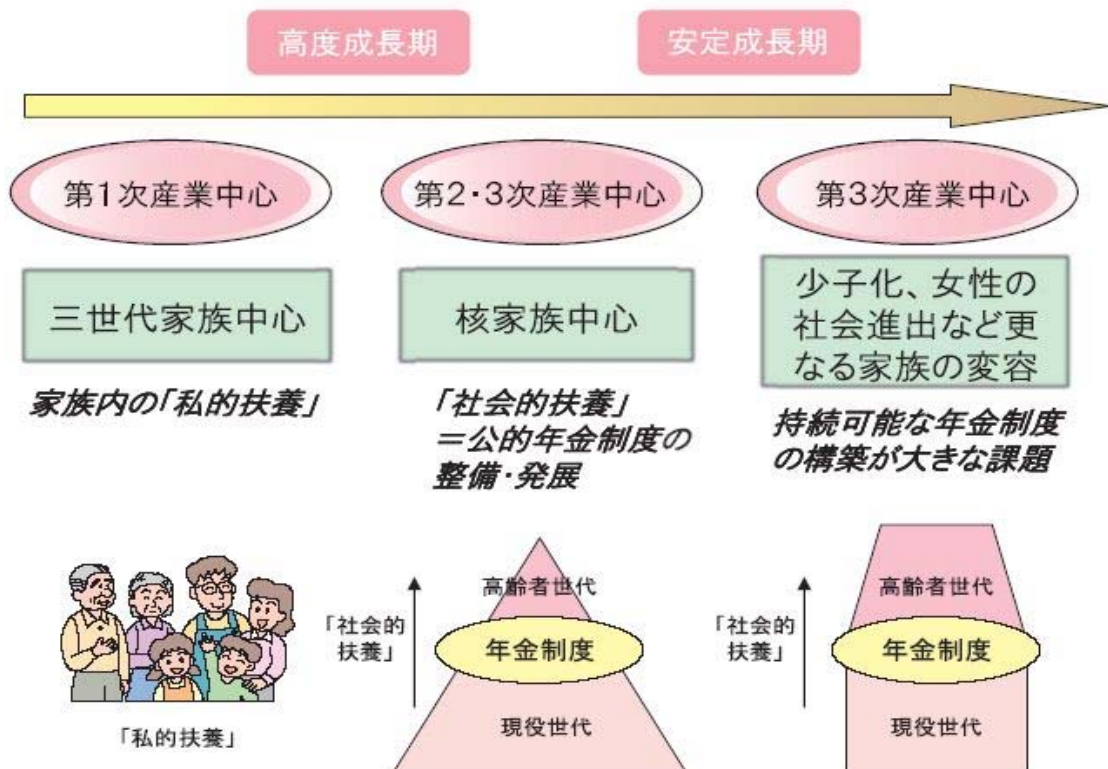 高度成長期
安定成長期
第1次産業中心
第2・3次産業中心
第3次産業中心
三世代家族中心
核家族中心
少子化、女性の
社会進出など更
なる家族の変容
家族内の「私的扶養」
「社会的扶養」
＝公的年金制度の
整備・発展
持続可能な年金制度
の構築が大きな課題
「私的扶養」
「社会的
扶養」
高齢者世代
年金制度
現役世代
「社会的
扶養」
高齢者世代
年金制度
現役世代